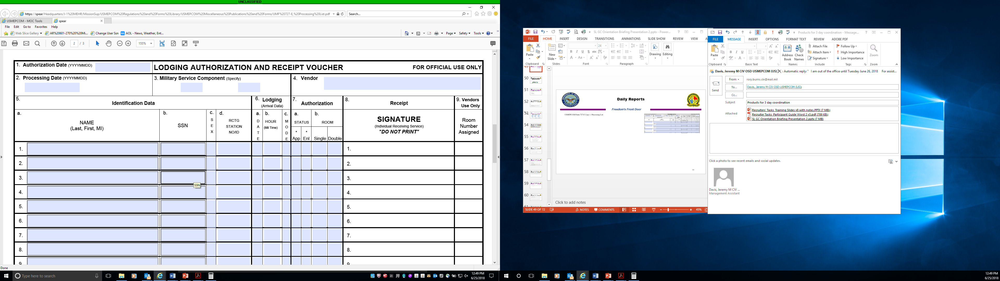 UNCLASSIFIED
https://spear/Headquarters/J-1%20MEHR/MissionSup/USMEPCOM%20Regulations%20and%20Forms%20Library/USMEPCOM%20Miscellaneous%20Publications%20and%20Forms/UMF%20727-E,%20Processing%20List.pdf
Search...
USMEPCOM - MOC Tools
spear
File Edit Go to Favorites Help
Web Slice Gallery
AR%20601-270%20%20Mi...
Change User Ssn
AOL - News, Weather, Ent...
Page Safety Tools
2 / 3
155%
1. Authorization Date (YYYYMMDD)
LODGING AUTHORIZATION AND RECEIPT VOUCHER
FOR OFFICIAL USE ONLY
2. Processing Date (YYYYMMDD)
3. Military Service Component (Specify)
4. Vendor
5. Identification Data
6. Lodging
(Arrival Data)
7. Authorization
8. Receipt
9. Vendors
Use Only
a. NAME
(Last, First, MI)
b. SSN
c. SEX
d. RCTG
STATION
NO/ID
a. DATE
b. HOUR
(Mil Time)
c. MODE
a. STATUS
* App
* Enl
b. ROOM
Single
Double
SIGNATURE
(Individual Receiving Service)
"DO NOT PRINT"
Room
Number
Assigned
1. 1.
2. 2.
3. 3.
SSN
4. 4.
5. 5.
6. 6.
7. 7.
8. 8.
9. 9.
Done
Type here to search
12:49 PM
6/25/2018
SL GC Orientation Briefing Presentation 2.pptx - Power...
FILE HOME INSERT DESIGN TRANSITIONS ANIMATIONS SLIDE SHOW REVIEW VIEW A
Paste
New
Slide
24
Drawing
Editing
Clipboard Slides Font Paragraph
49
50
51
52
53
54
55
56
57
58
59
60
61
Daily Reports
Freedom's Front Door
USMEPCOM Form 727-E Copy 1: Processing List
49
Click to add notes
SLIDE 49 OF 72
NOTES
COMMENTS
45%
Products for 3 day coordination - Message...
FILE MESSAGE INSERT OPTIONS FORMAT TEXT REVIEW ADOBE PDF
Paste
Address
Book
Check
Names
Attach File
Attach Item
Signature
Follow Up
High Importance
Low Importance
Zoom
Clipboard Basic Text Names Include Tags Zoom
Davis, Jeremy M CIV OSD USMEPCOM (US) : Automatic reply: " I am out of the office until Tuesday June 26, 2018 For assist...
Send
From
rory.burns.civ@mail.mil
To...
Davis, Jeremy M CIV OSD USMEPCOM (US);
Cc...
Subject
Products for 3 day coordination
Attached
Recruiters' Tasks Training Slides v8 with notes.PPTX (7 MB);
Recruiter Tasks Participant Guide Word 2 v3.pdf (789 KB);
SL GC Orientation Briefing Presentation 2.pptx (7 MB)
Click a photo to see recent emails and social updates.
Davis, Jeremy M CIV ...
Management Assistant
12:49 PM
6/25/2018